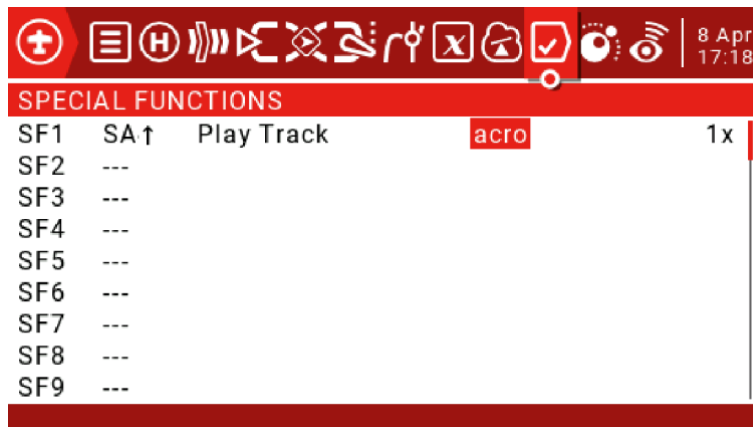 8 Apr
17:18
SPECIAL FUNCTIONS
SF1 SA↑ Play Track acro 1x
SF2 ---
SF3 ---
SF4 ---
SF5 ---
SF6 ---
SF7 ---
SF8 ---
SF9 ---